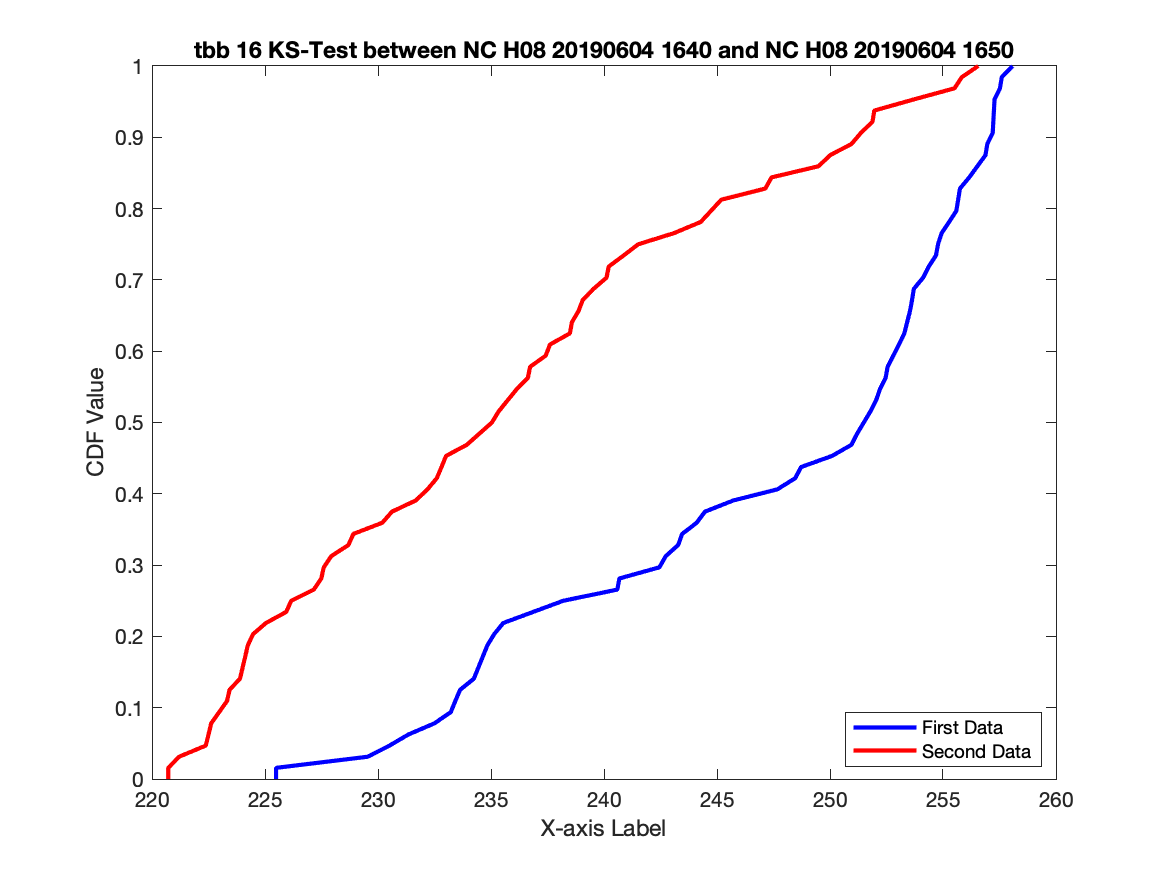 tbb 16 KS-Test between NC H08 20190604 1640 and NC H08 20190604 1650
1
0.9
0.8
0.7
0.6
0.5
0.4
0.3
0.2
0.1
0
CDF Value
First Data
Second Data
220 225 230 235 240 245 250 255 260
X-axis Label